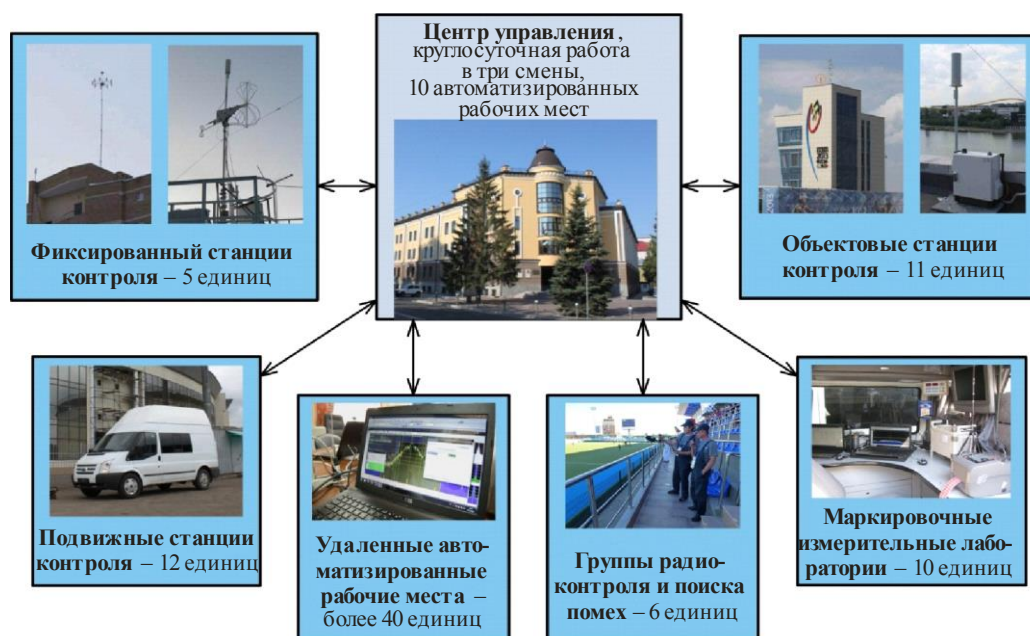 Центр управления,
круглосуточная работа
в три смены,
10 автоматизированных
рабочих мест
Фиксированный станции
контроля – 5 единиц
Объектовые станции
контроля – 11 единиц
Подвижные станции
контроля – 12 единиц
Удаленные авто-
матизированные
рабочие места –
более 40 единиц
Группы радио-
контроля и поиска
помех – 6 единиц
Маркировочные
измерительные лабо-
ратории – 10 единиц